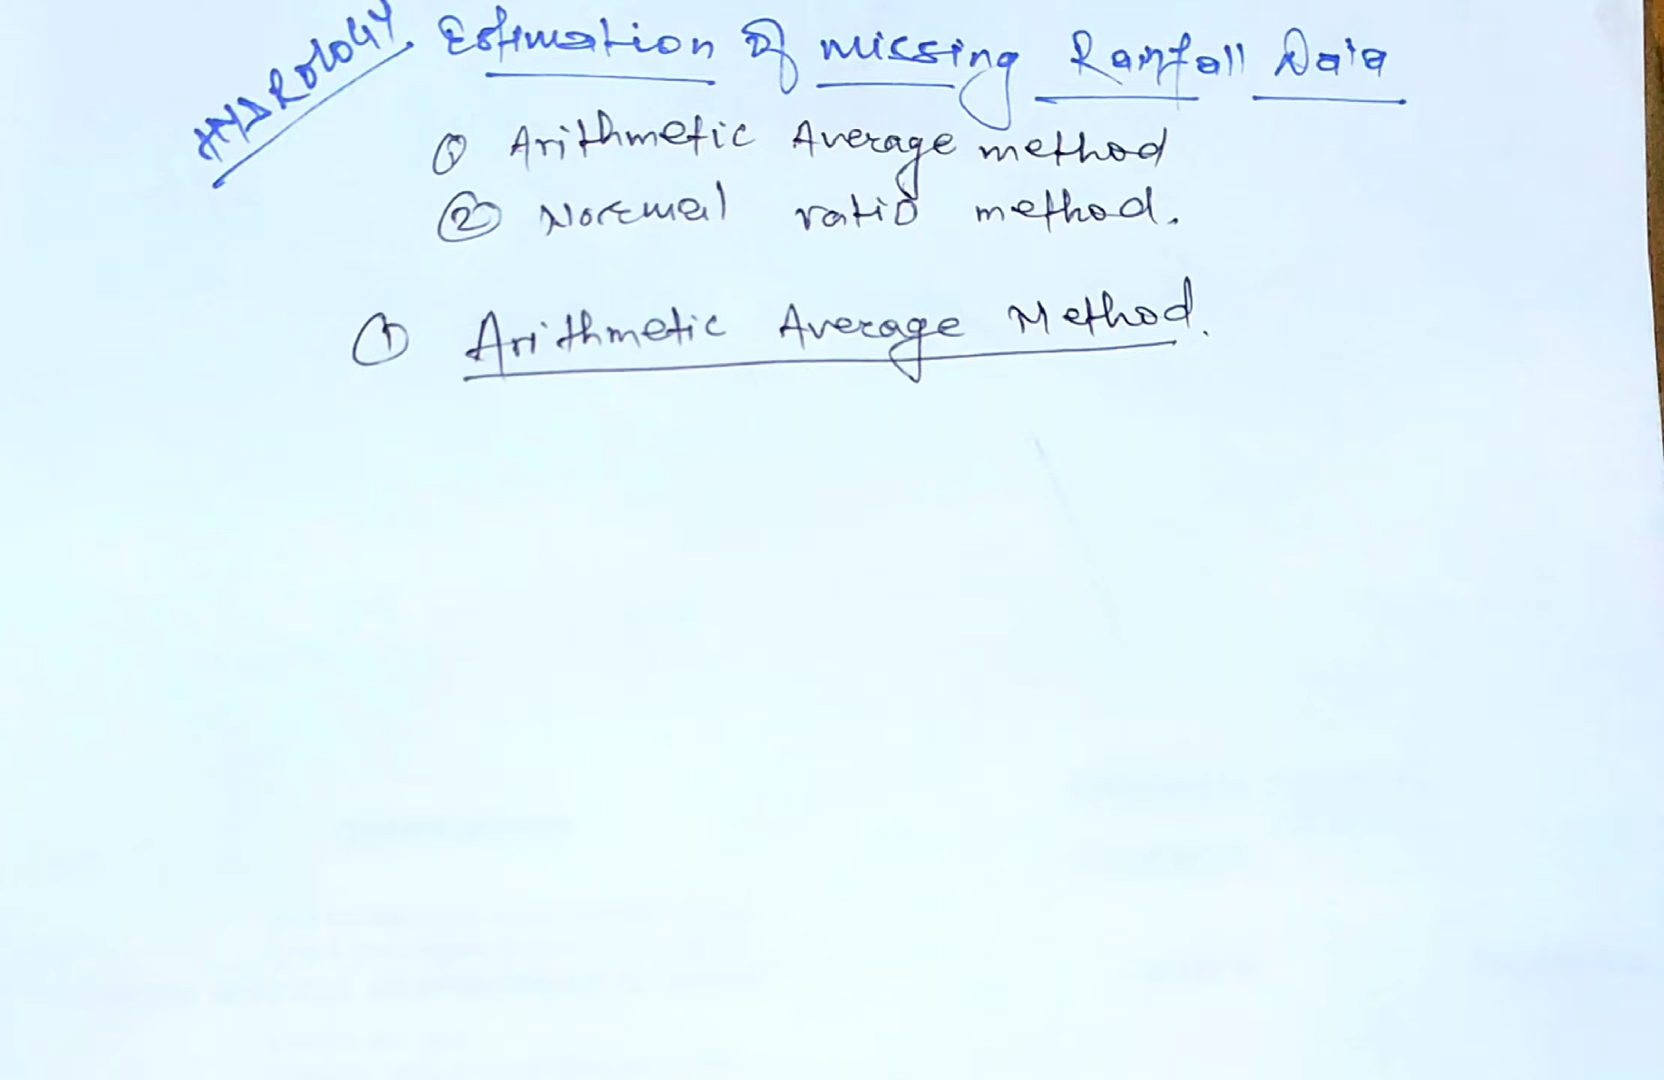 HYDROLOGY
Estimation of missing Rainfall Data
① Arithmetic Average method
② Normal ratio method.
① Arithmetic Average Method.